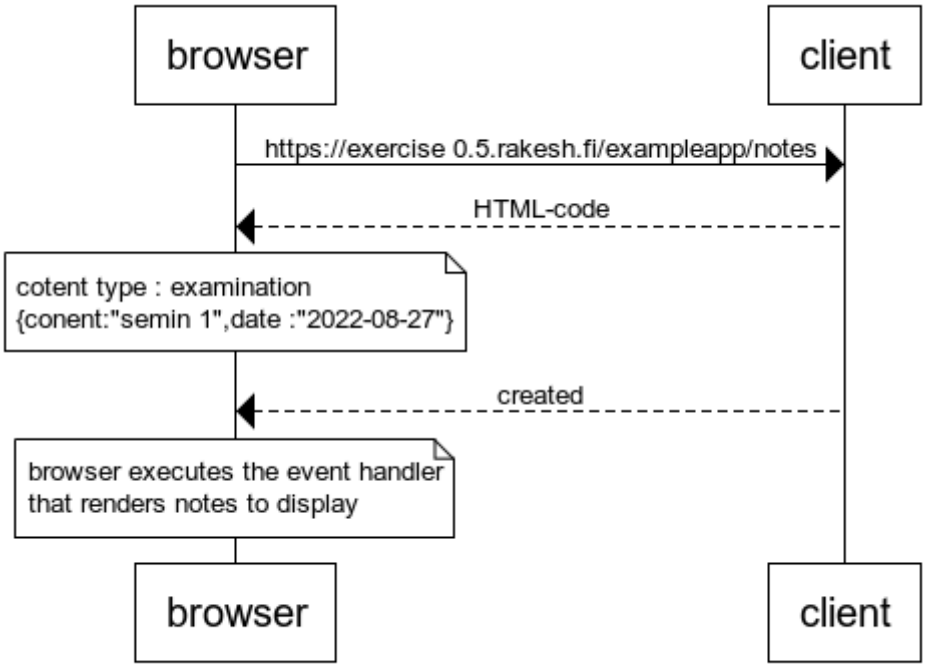 browser
client
https://exercise 0.5.rakesh.fi/exampleapp/notes
HTML-code
cotent type : examination
{conent:"semin 1",date :"2022-08-27"}
created
browser executes the event handler
that renders notes to display
browser
client